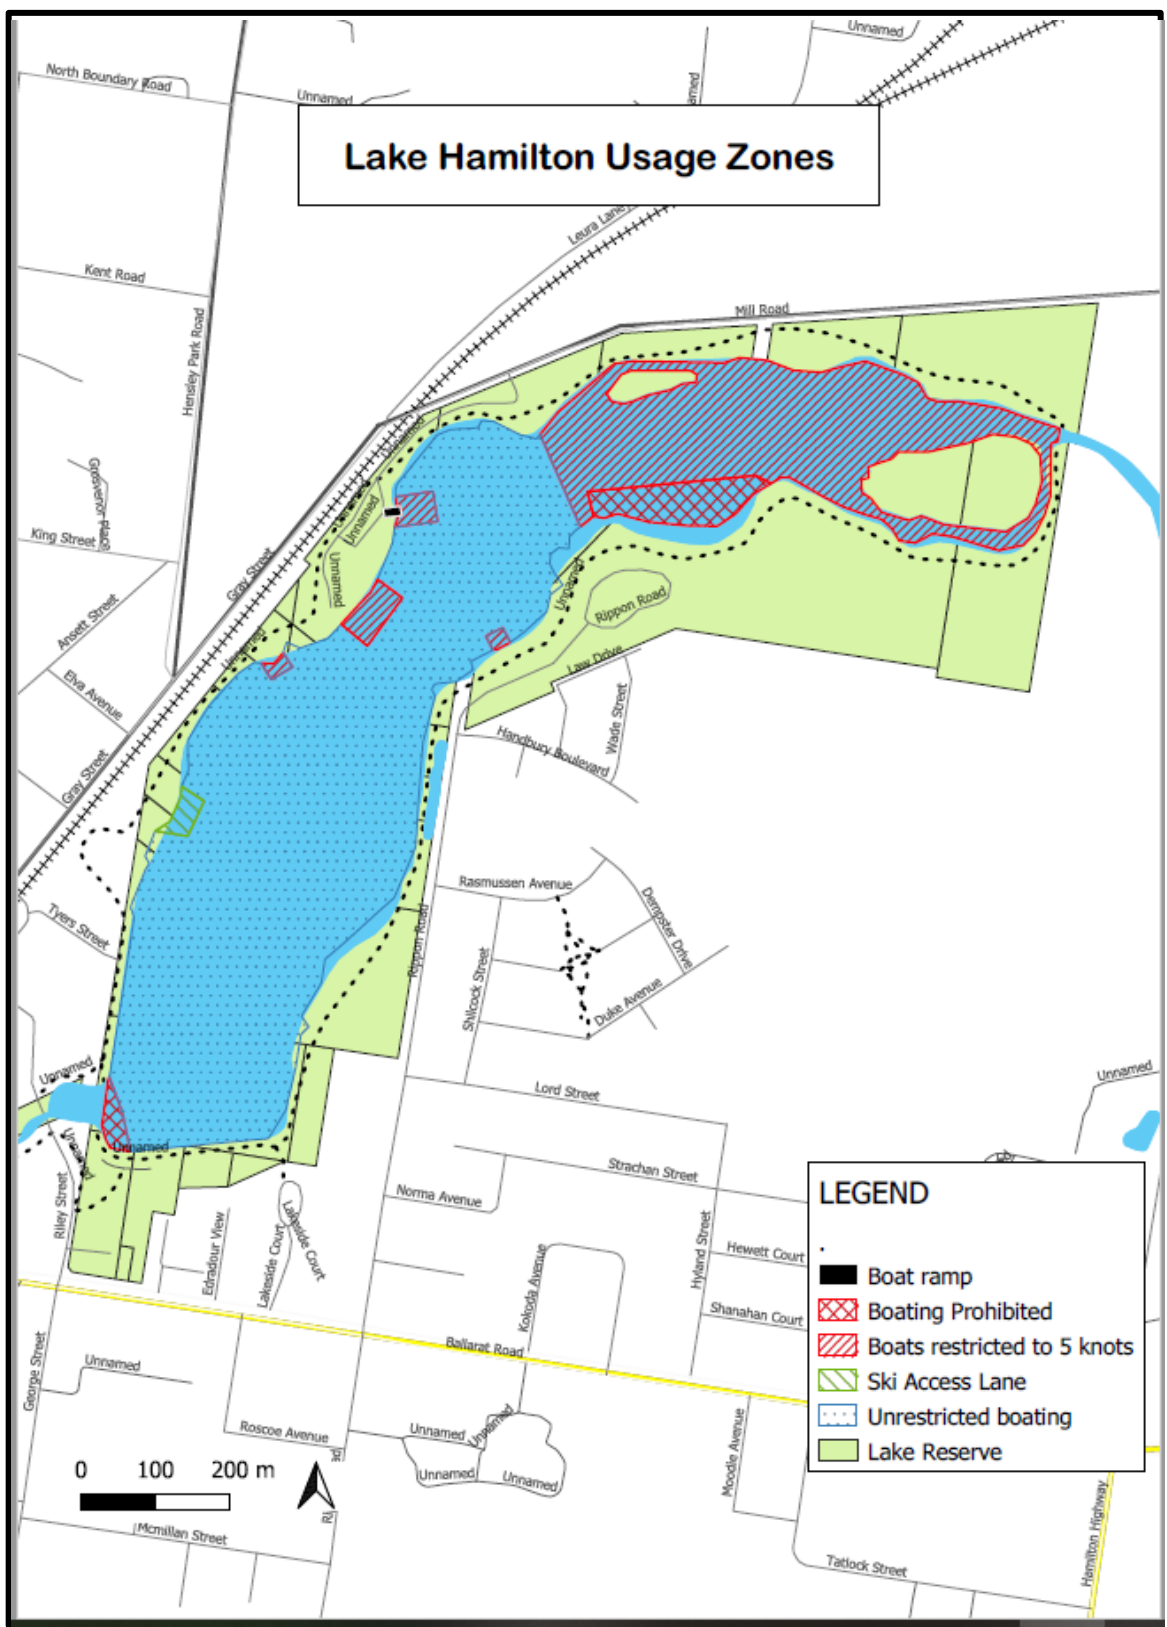 Unnamed
North Boundary Road
Unnamed
Lake Hamilton Usage Zones
Leura Lane
Kent Road
Hensley Park Road
Mill Road
Unnamed
Grosvenor Place
King Street
Unnamed
Gray Street
Unnamed
Unnamed
Rippon Road
Ansett Street
Unnamed
Law Drive
Elva Avenue
Wade Street
Handbury Boulevard
Gray Street
Rasmussen Avenue
Dempster Drive
Tyers Street
Rippon Road
Shilcock Street
Duke Avenue
Unnamed
Unnamed
Lord Street
Unnamed
Unnamed
Strachan Street
Riley Street
Norma Avenue
Edradour View
Lakeside Court
Lakeside Court
Hyland Street
Hewett Court
Kokoda Avenue
Shanahan Court
Ballarat Road
George Street
Unnamed
Roscoe Avenue
Unnamed
Unnamed
Unnamed
Unnamed
Moodie Avenue
LEGEND
Boat ramp
Boating Prohibited
Boats restricted to 5 knots
Ski Access Lane
Unrestricted boating
Lake Reserve
0 100 200 m
Mcmillan Street
Tatlock Street
Hamilton Highway